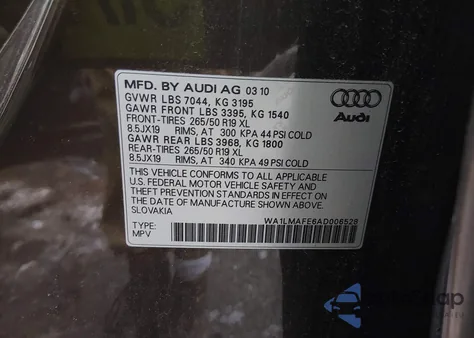 MFD. BY AUDI AG 03 10
GVWR LBS 7044, KG 3195
GAWR FRONT LBS 3395, KG 1540
FRONT-TIRES 265/50 R19 XL
8.5JX19 RIMS, AT 300 KPA 44 PSI COLD
GAWR REAR LBS 3968, KG 1800
REAR-TIRES 265/50 R19 XL
8.5JX19 RIMS, AT 340 KPA 49 PSI COLD
Audi
THIS VEHICLE CONFORMS TO ALL APPLICABLE
U.S. FEDERAL MOTOR VEHICLE SAFETY AND
THEFT PREVENTION STANDARDS IN EFFECT ON
THE DATE OF MANUFACTURE SHOWN ABOVE
SLOVAKIA
WA1LMAFE6AD006528
TYPE:
MPV